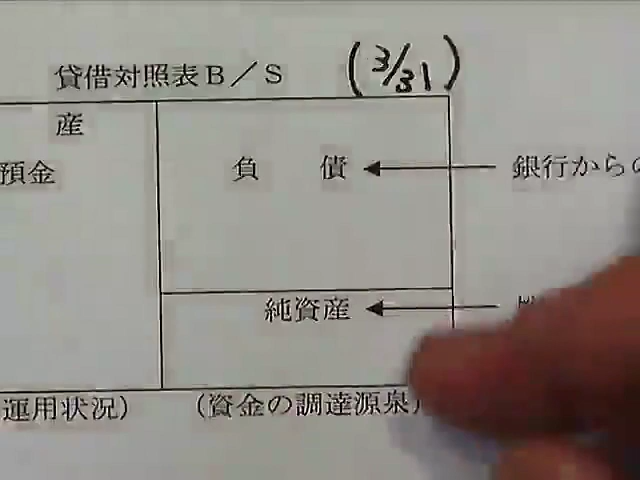 貸借対照表B/S (3/31)
産
預金
負 債 ← 銀行からの
純資産 ←
運用状況) (資金の調達源泉)